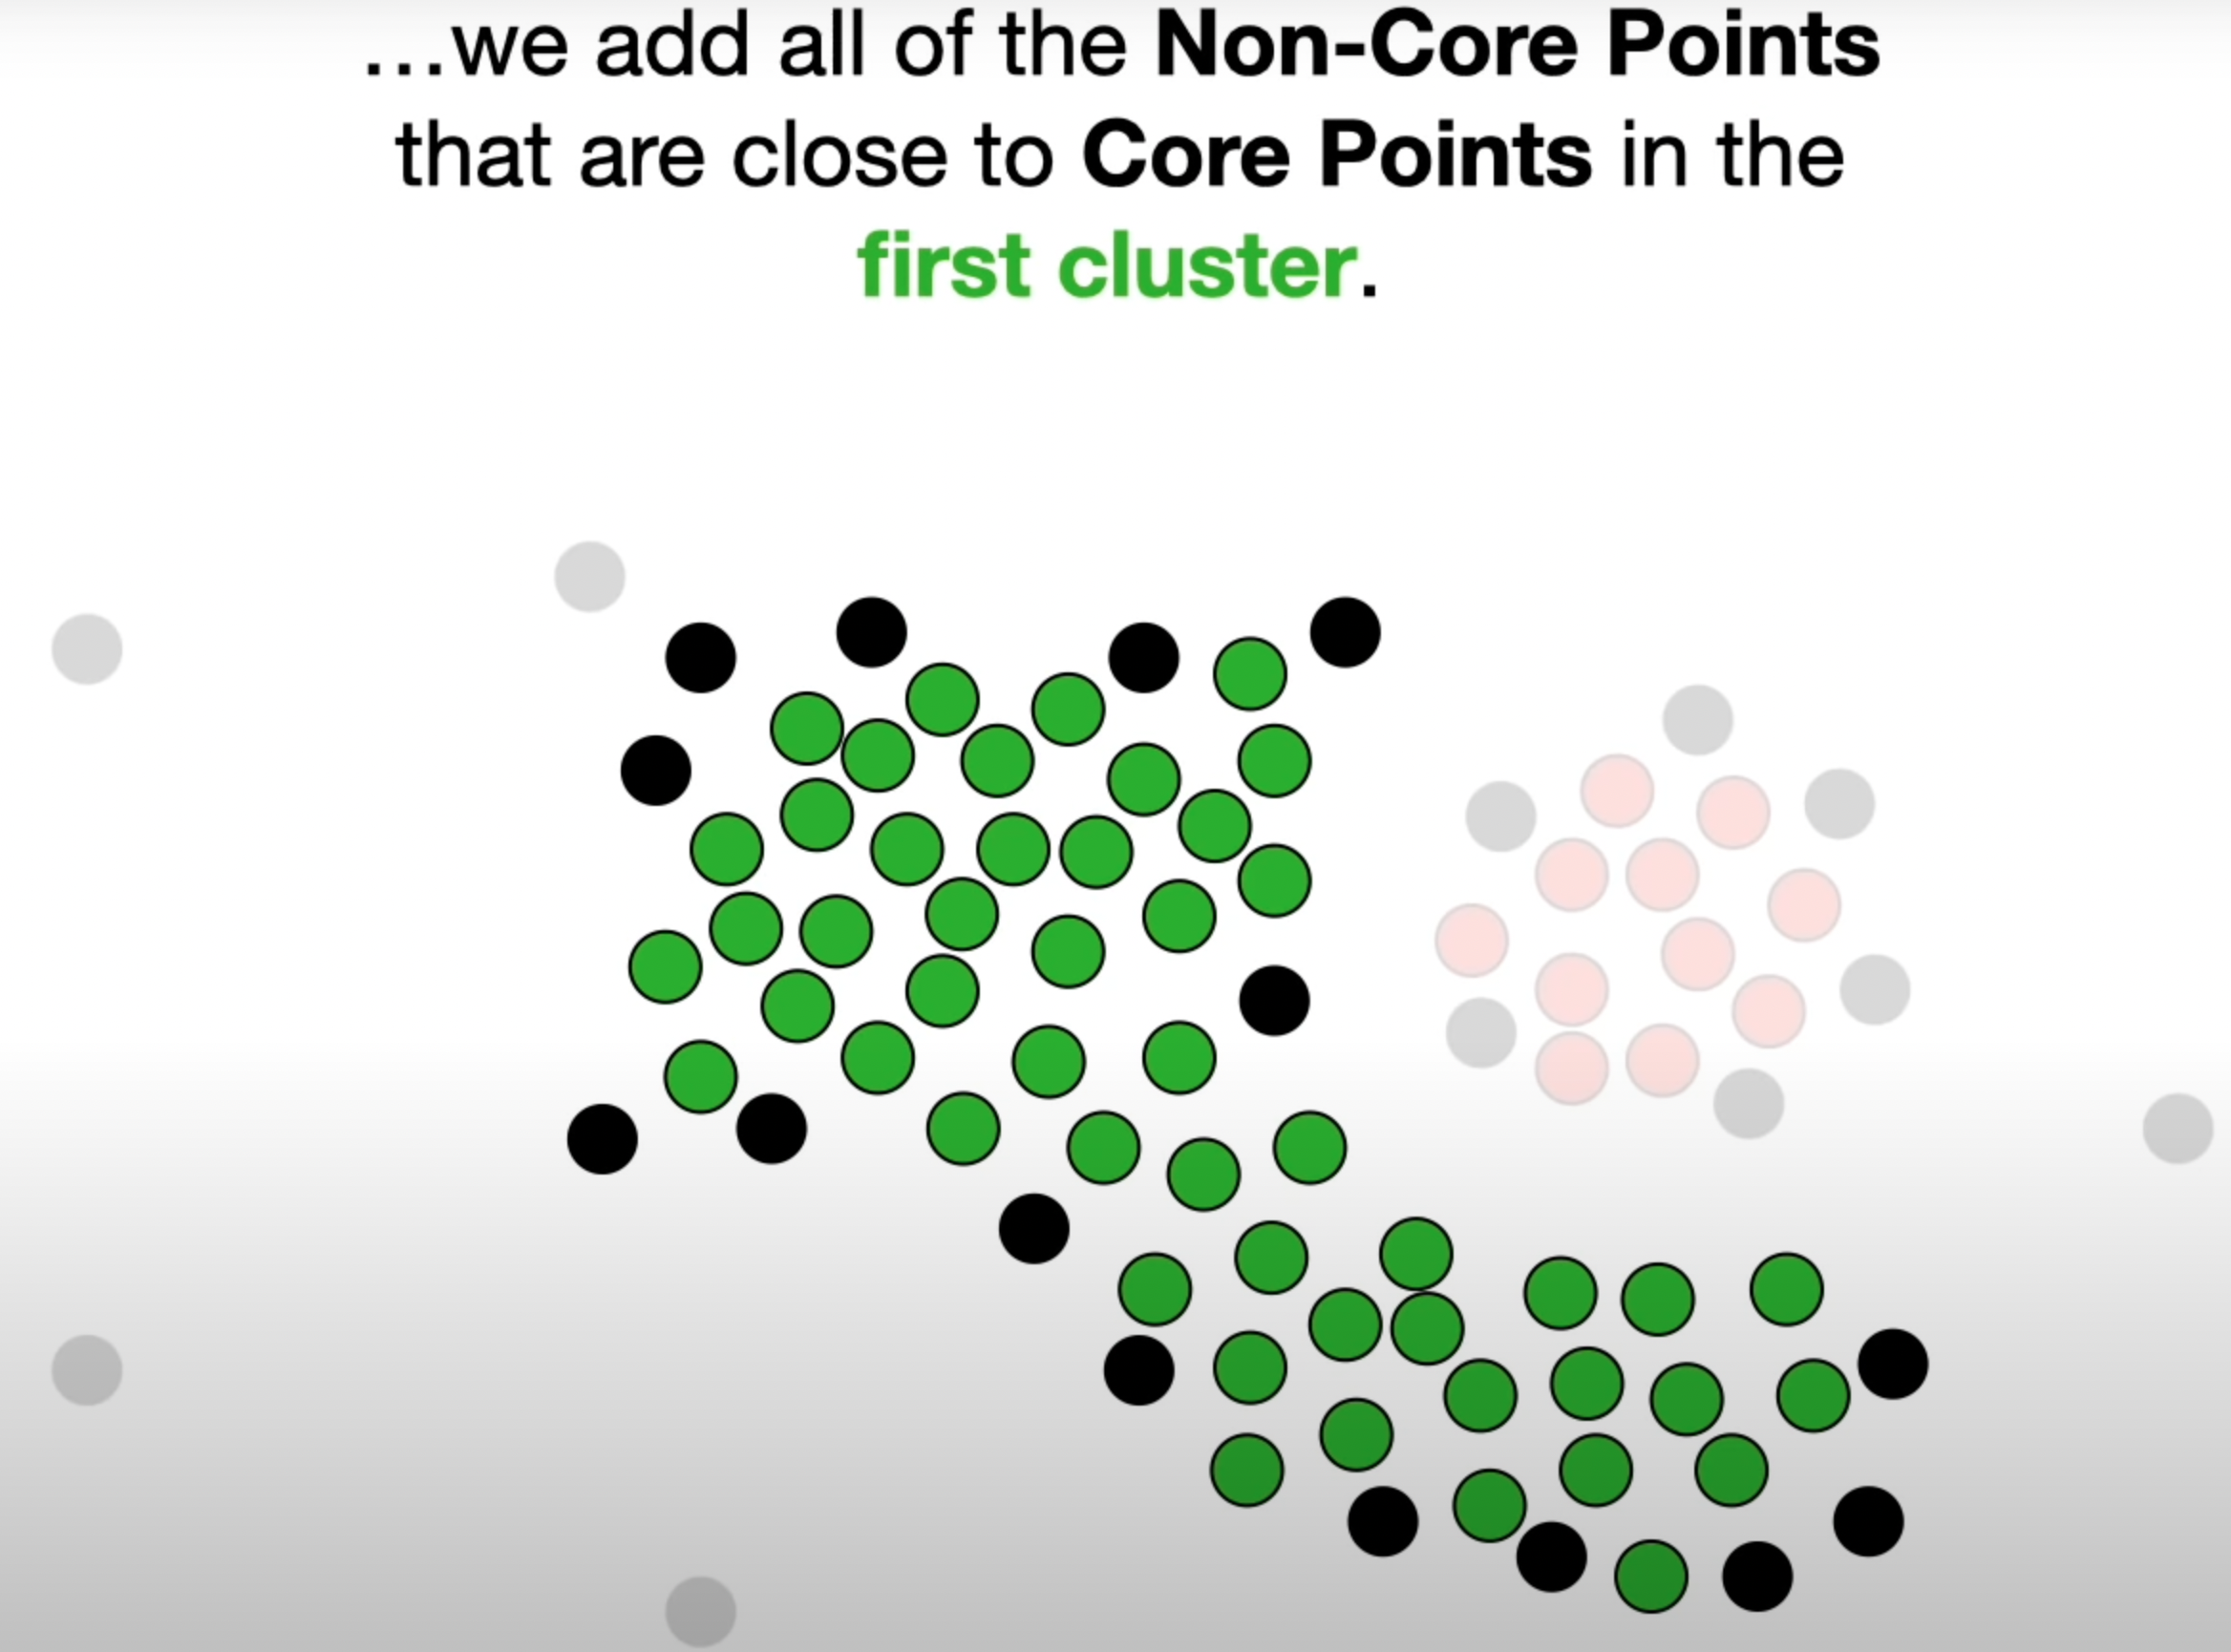 ...we add all of the Non-Core Points
that are close to Core Points in the
first cluster.